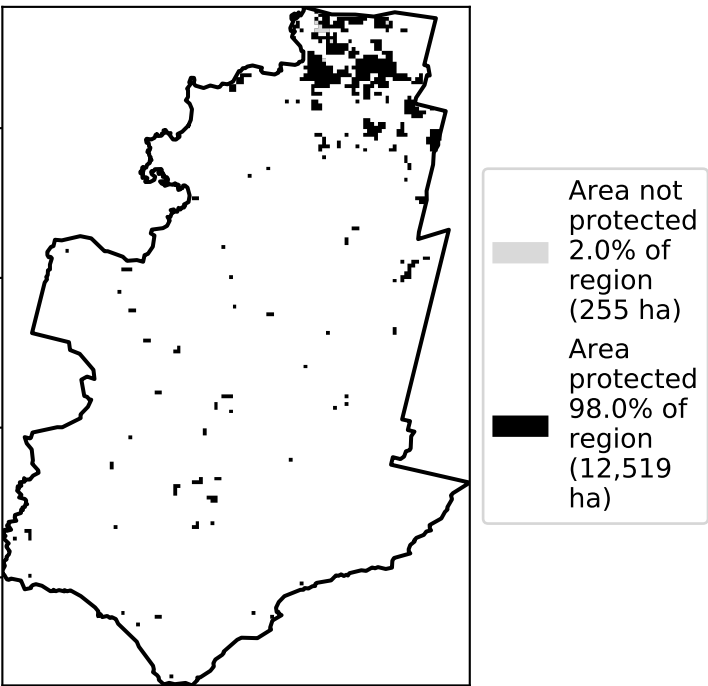 Area not
protected
2.0% of
region
(255 ha)
Area
protected
98.0% of
region
(12,519
ha)